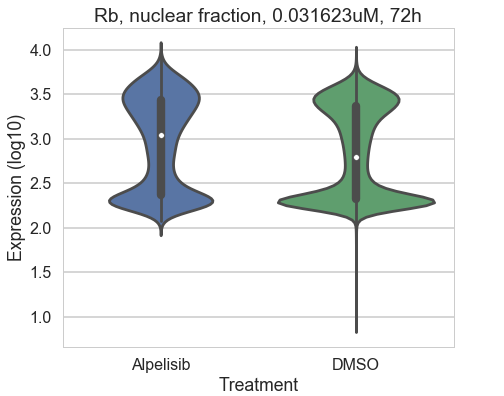 Rb, nuclear fraction, 0.031623uM, 72h
Expression (log10)
4.0
3.5
3.0
2.5
2.0
1.5
1.0
Alpelisib DMSO
Treatment